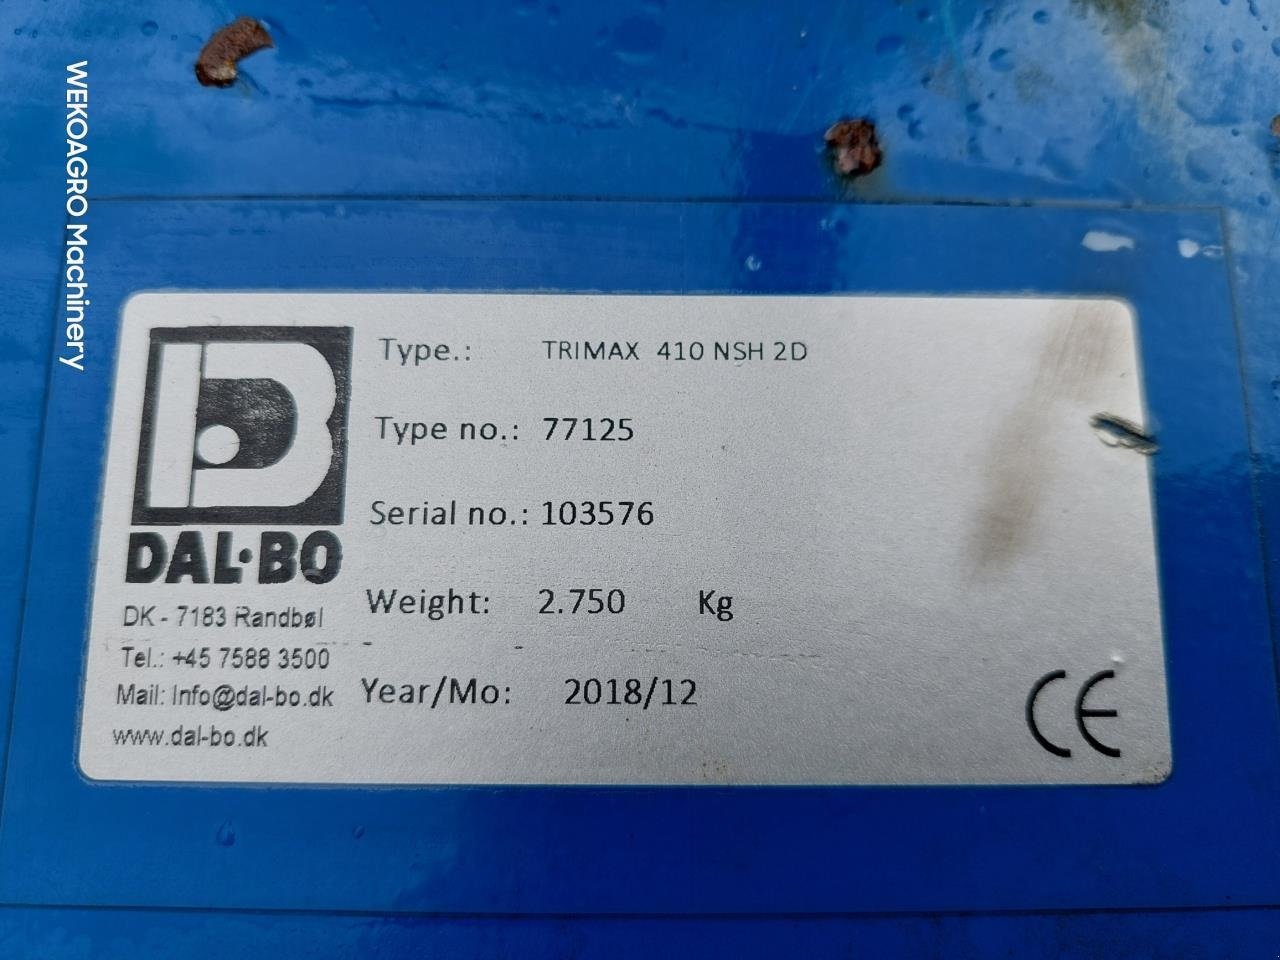 WEKOAGRO Machinery
Type.: TRIMAX 410 NSH 2D
Type no.: 77125
Serial no.: 103576
Weight: 2.750 Kg
Year/Mo: 2018/12
DAL·BO
DK - 7183 Randbøl
Tel.: +45 7588 3500
Mail: Info@dal-bo.dk
www.dal-bo.dk
CE